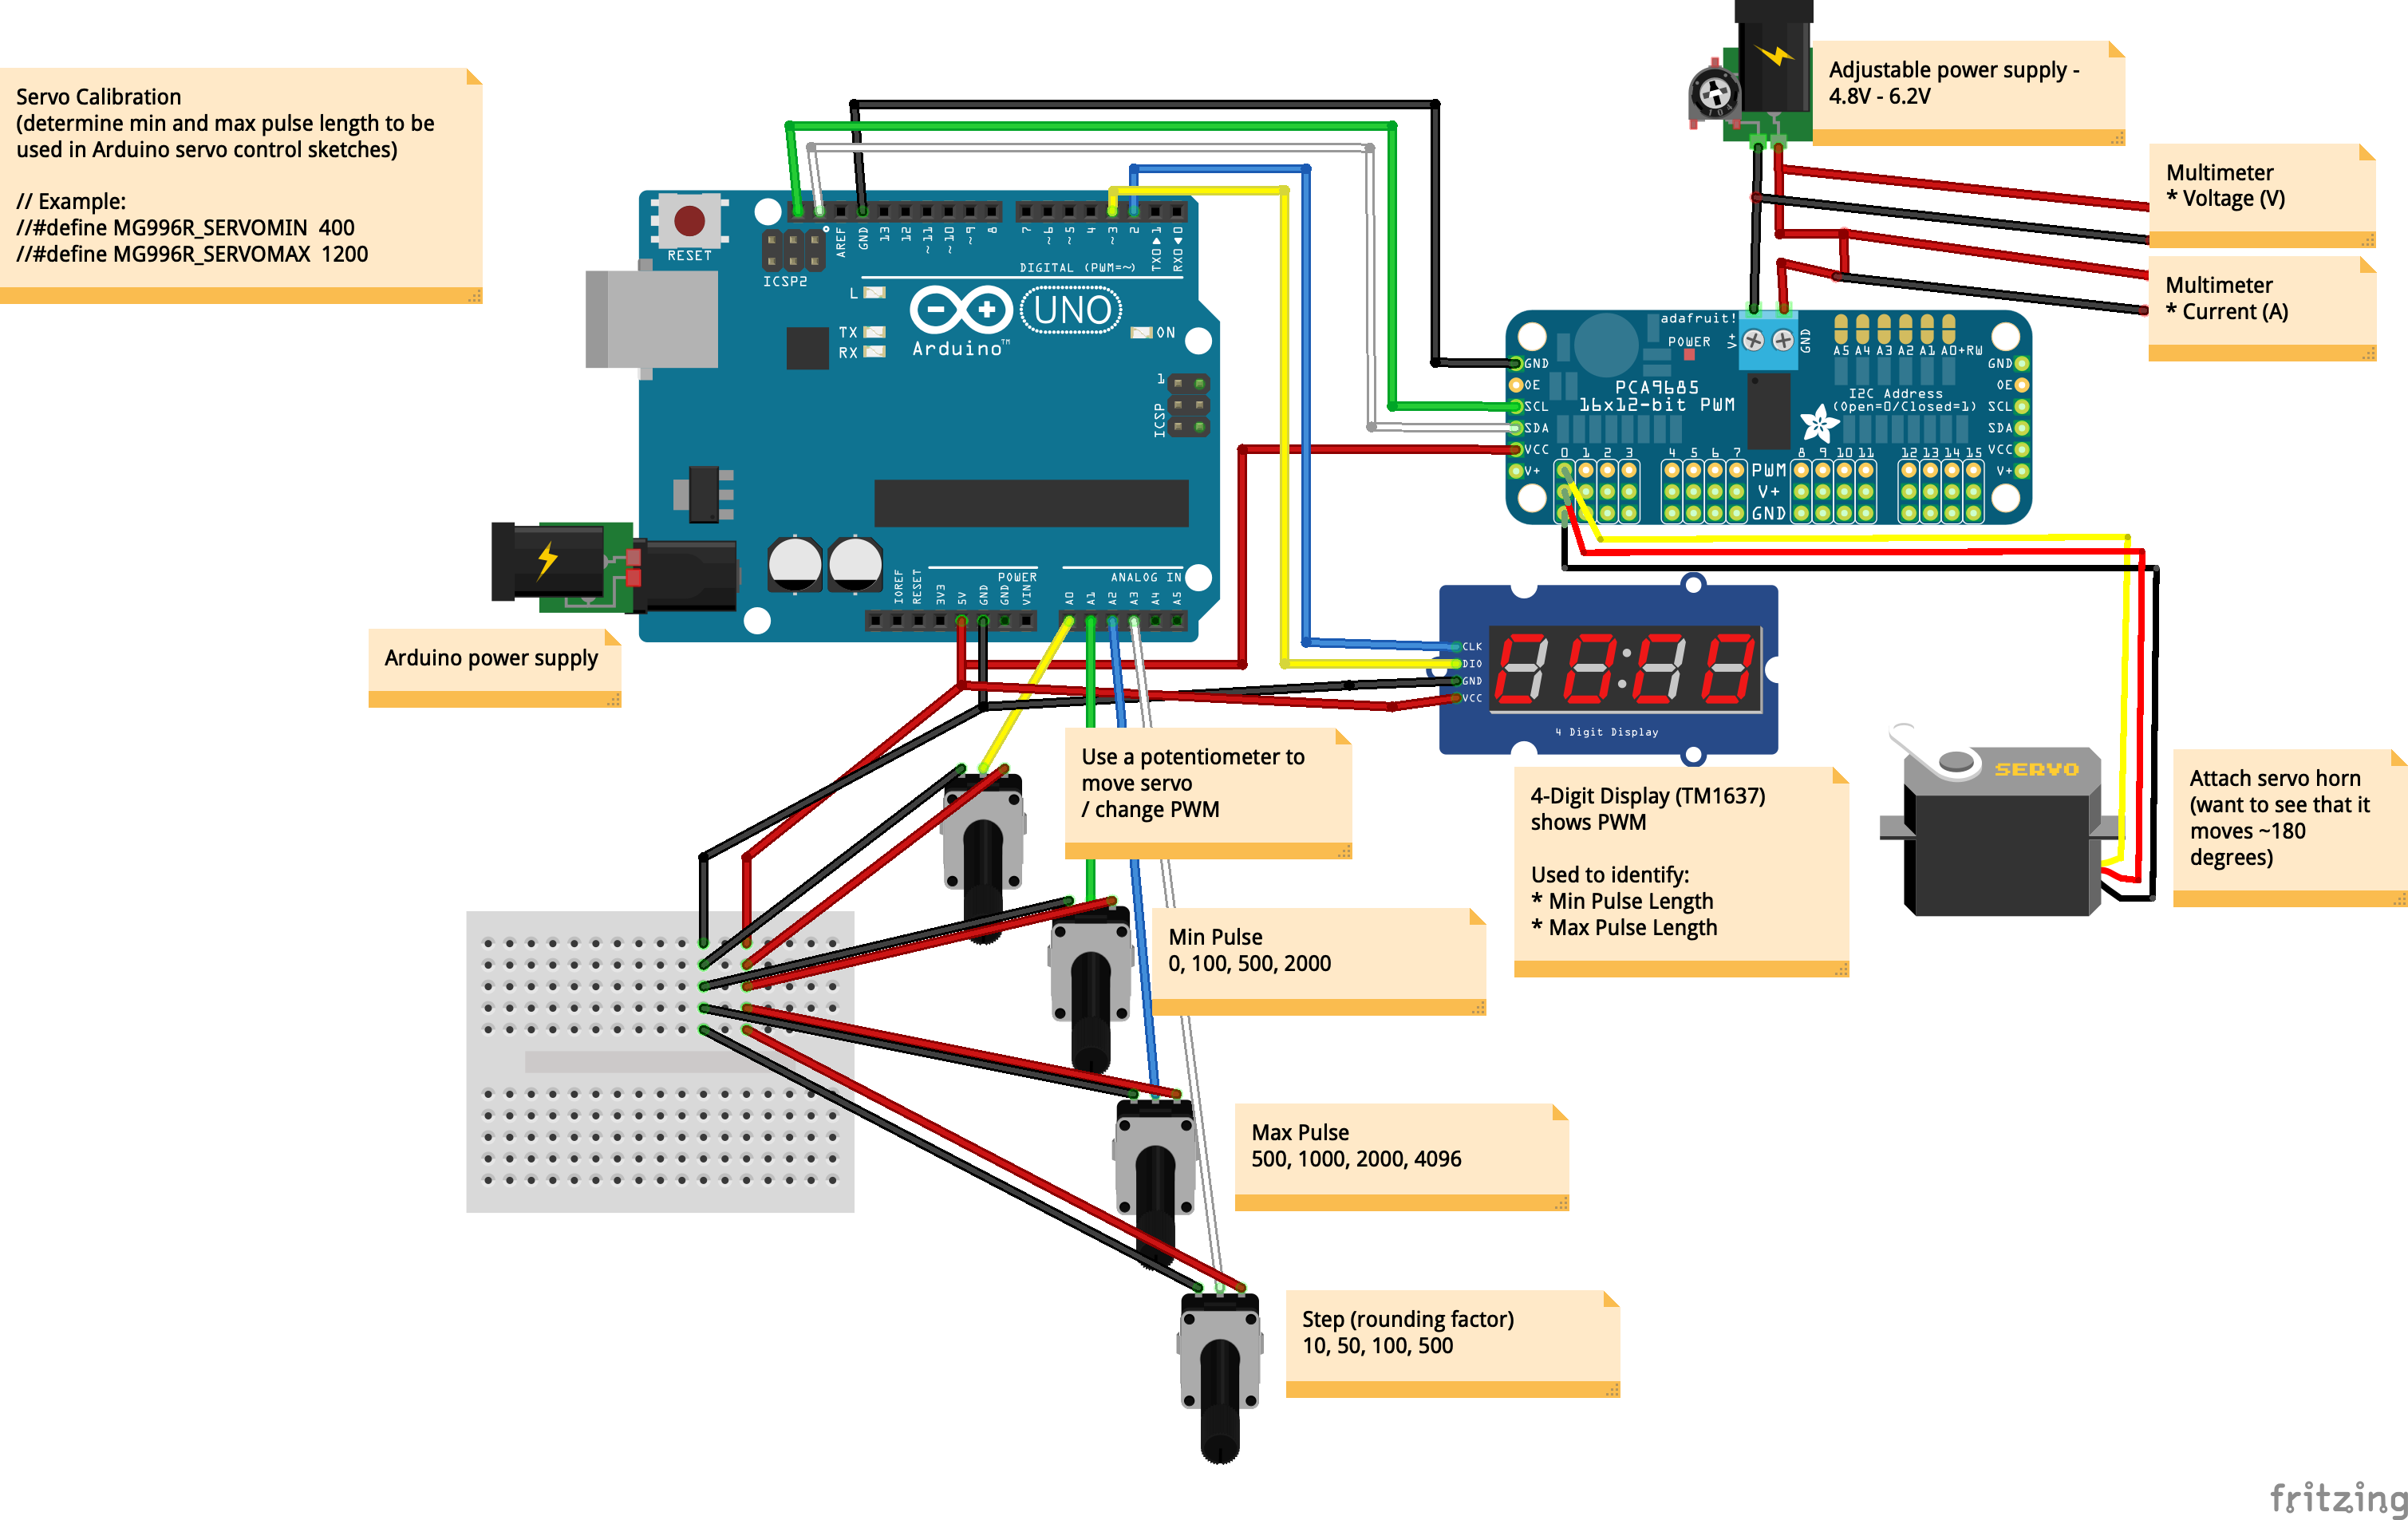 Servo Calibration
(determine min and max pulse length to be
used in Arduino servo control sketches)
// Example:
//#define MG996R_SERVOMIN  400
//#define MG996R_SERVOMAX  1200
Adjustable power supply -
4.8V - 6.2V
Multimeter
* Voltage (V)
Multimeter
* Current (A)
RESET
ICSP2
AREF
GND
13
12
~11
~10
~9
8
7
~6
~5
4
~3
2
TX0▶1
RX0◀0
DIGITAL (PWM=~)
L
TX
RX
UNO
Arduino™
ON
1
ICSP
IOREF
RESET
3V3
5V
GND
GND
VIN
POWER
ANALOG IN
A0
A1
A2
A3
A4
A5
adafruit!
POWER
V+
GND
A5 A4 A3 A2 A1 A0+RW
I2C Address
(Open=0/Closed=1)
PCA9685
16x12-bit PWM
GND
OE
SCL
SDA
VCC
V+
GND
OE
SCL
SDA
VCC
V+
0 1 2 3 4 5 6 7 8 9 10 11 12 13 14 15
PWM
V+
GND
Arduino power supply
CLK
DIO
GND
VCC
4 Digit Display
Use a potentiometer to
move servo
/ change PWM
4-Digit Display (TM1637)
shows PWM
Used to identify:
* Min Pulse Length
* Max Pulse Length
SERVO
Attach servo horn
(want to see that it
moves ~180
degrees)
Min Pulse
0, 100, 500, 2000
Max Pulse
500, 1000, 2000, 4096
Step (rounding factor)
10, 50, 100, 500
fritzing